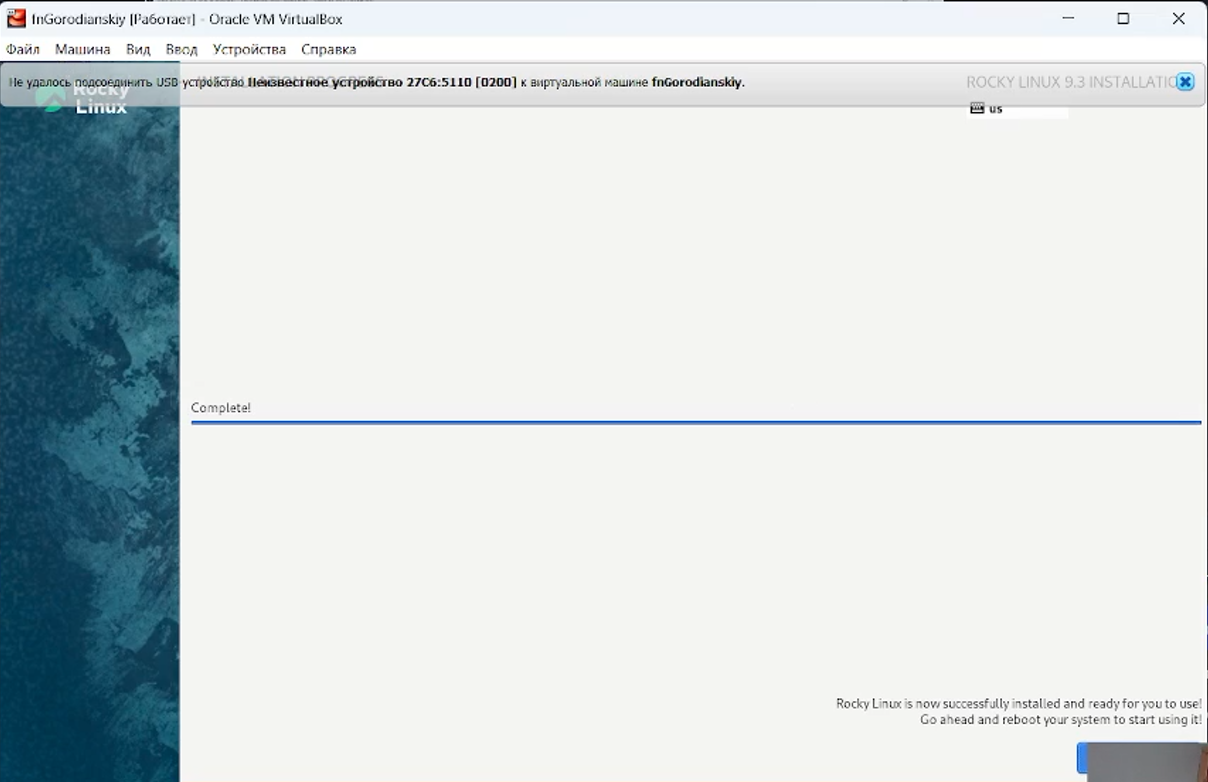 fnGorodianskiy [Работает] - Oracle VM VirtualBox
Файл Машина Вид Ввод Устройства Справка
Не удалось подсоединить USB-устройство Неизвестное устройство 27C6:5110 [0200] к виртуальной машине fnGorodianskiy.
ROCKY LINUX 9.3 INSTALLATIO
Rocky
Linux
us
Complete!
Rocky Linux is now successfully installed and ready for you to use!
Go ahead and reboot your system to start using it!